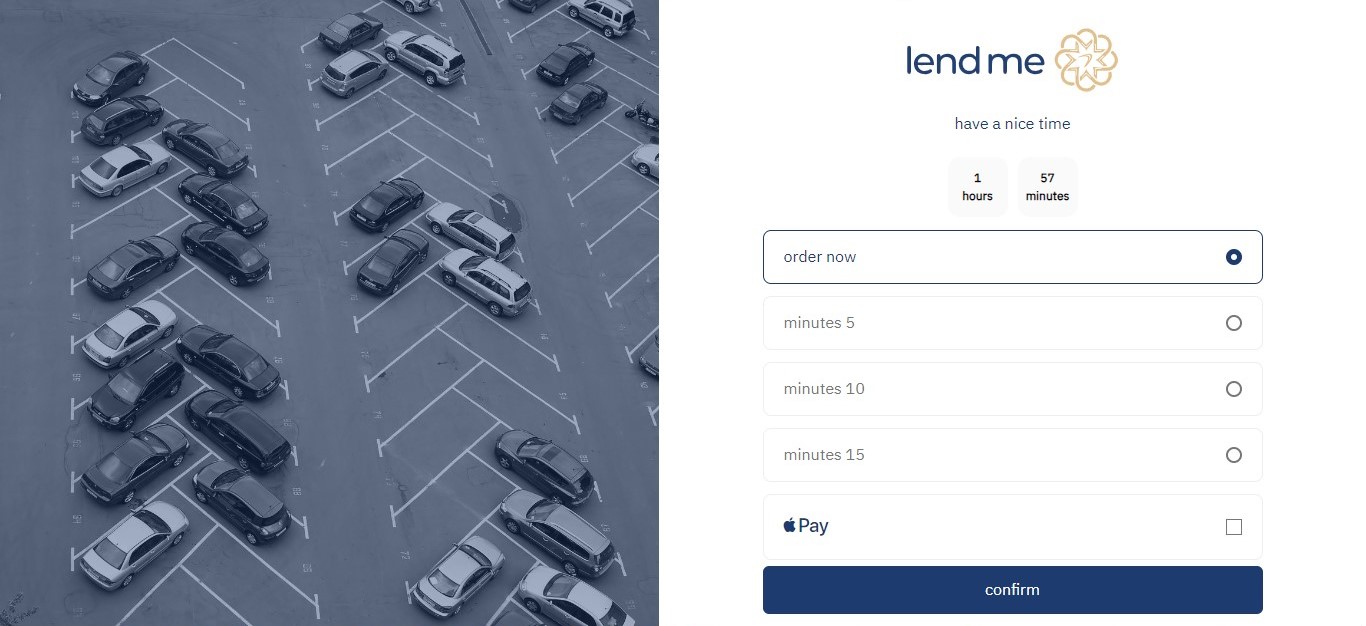 lend me
have a nice time
1
hours
57
minutes
order now
minutes 5
minutes 10
minutes 15
Pay
confirm